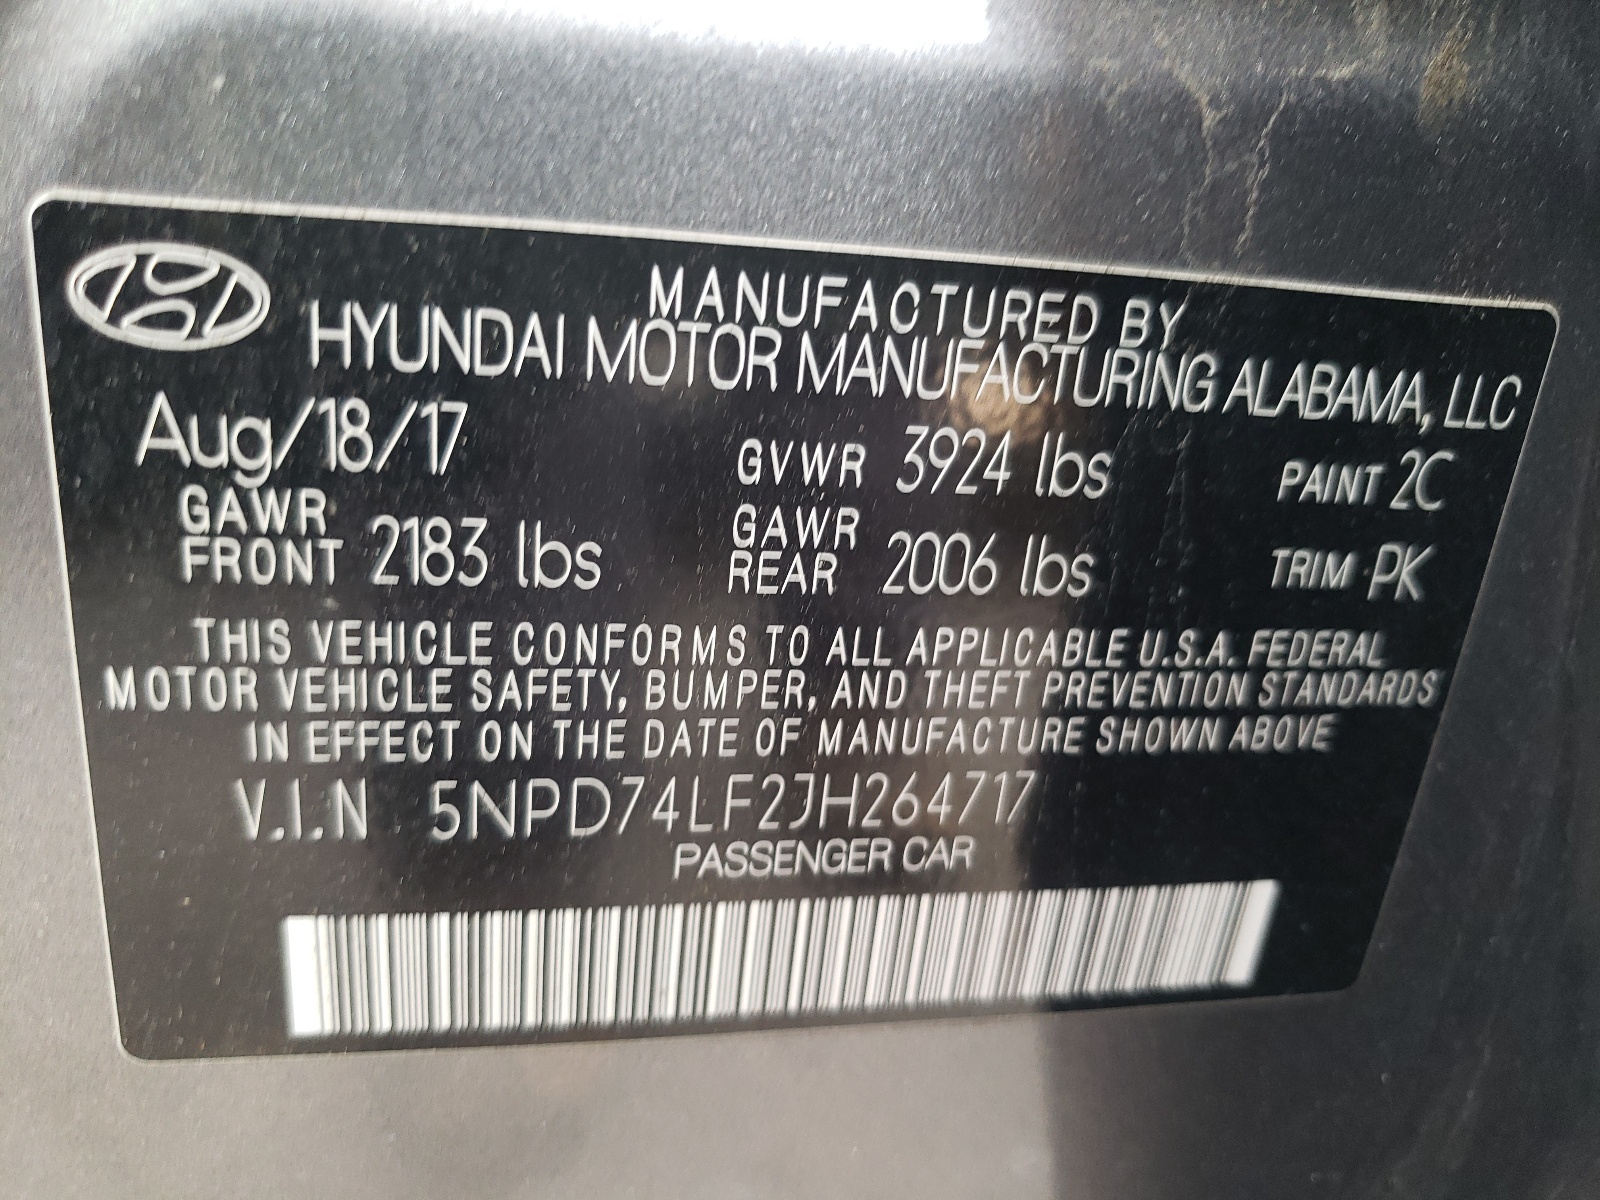 MANUFACTURED BY
HYUNDAI MOTOR MANUFACTURING ALABAMA, LLC
Aug/18/17 GVWR 3924 lbs PAINT 2C
GAWR FRONT 2183 lbs GAWR REAR 2006 lbs TRIM PK
THIS VEHICLE CONFORMS TO ALL APPLICABLE U.S.A. FEDERAL
MOTOR VEHICLE SAFETY, BUMPER, AND THEFT PREVENTION STANDARDS
IN EFFECT ON THE DATE OF MANUFACTURE SHOWN ABOVE
V.I.N 5NPD74LF2JH264717
PASSENGER CAR